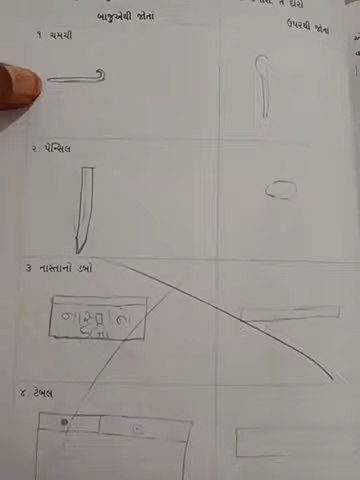 તે દોરો
બાજુએથી જોતાં
ઉપરથી જોતા
૧ ચમચી
૨ પેન્સિલ
૩ નાસ્તાનો ડબો
નાસ્તાનો
૪. ટેબલ